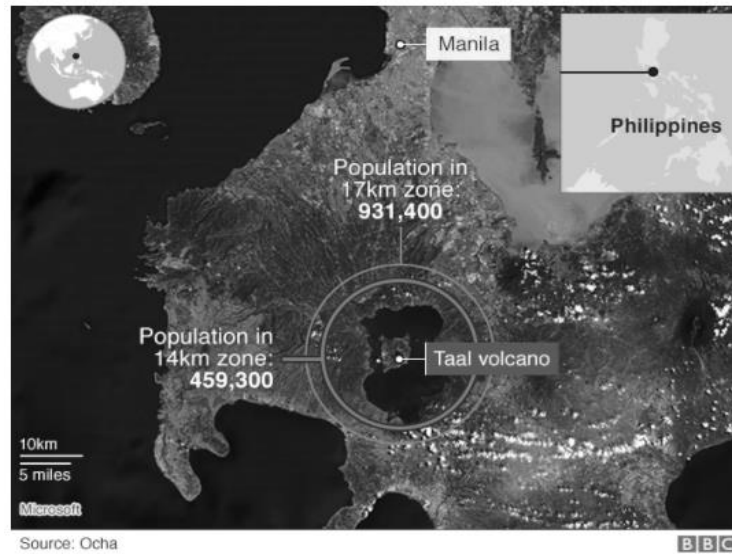 Manila
Philippines
Population in
17km zone:
931,400
Population in
14km zone:
459,300
Taal volcano
10km
5 miles
Microsoft
Source: Ocha
BBC